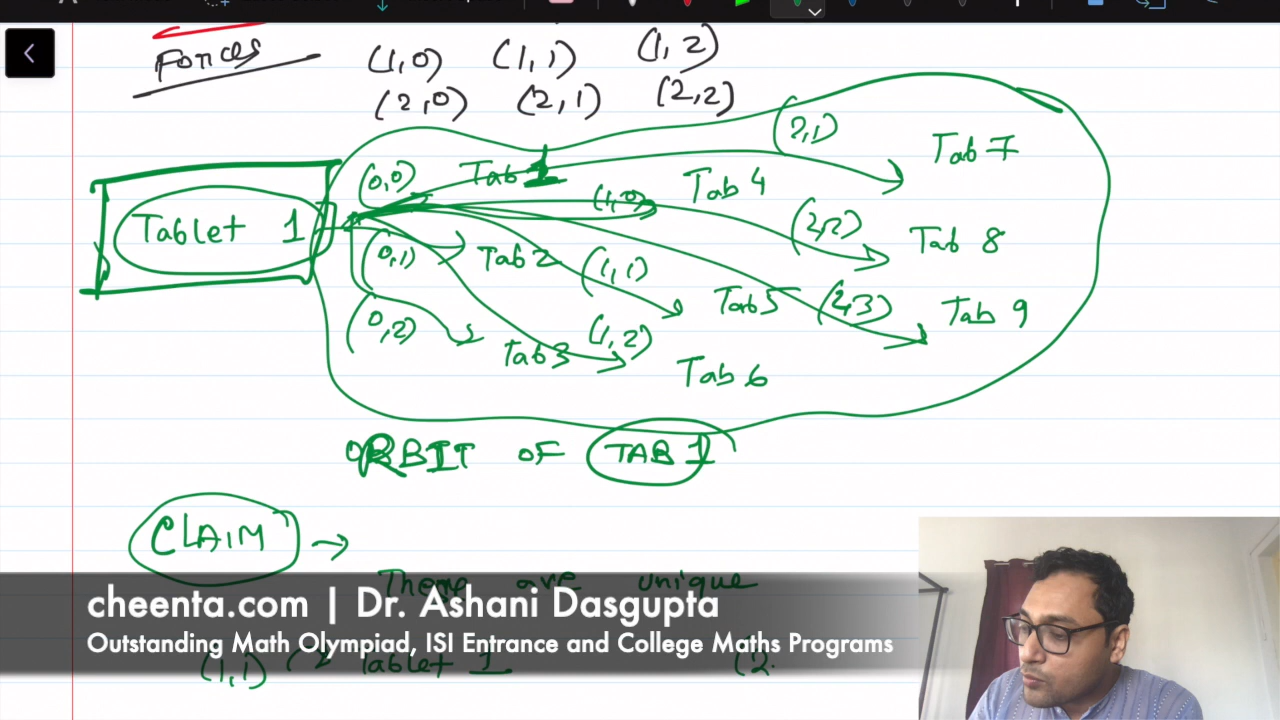 Forces (1,0) (1,1) (1,2)
(2,0) (2,1) (2,2)
(2,1) Tab 7
(0,0) Tab 1 (1,0) Tab 4
Tablet 1 (2,2) Tab 8
(0,1) Tab 2 (1,1) Tab 5 (2,3) Tab 9
(0,2) Tab 3 (1,2) Tab 6
ORBIT OF TAB 1
CLAIM →
There are unique
cheenta.com | Dr. Ashani Dasgupta
Outstanding Math Olympiad, ISI Entrance and College Maths Programs
(1,1) Tablet 1 (2